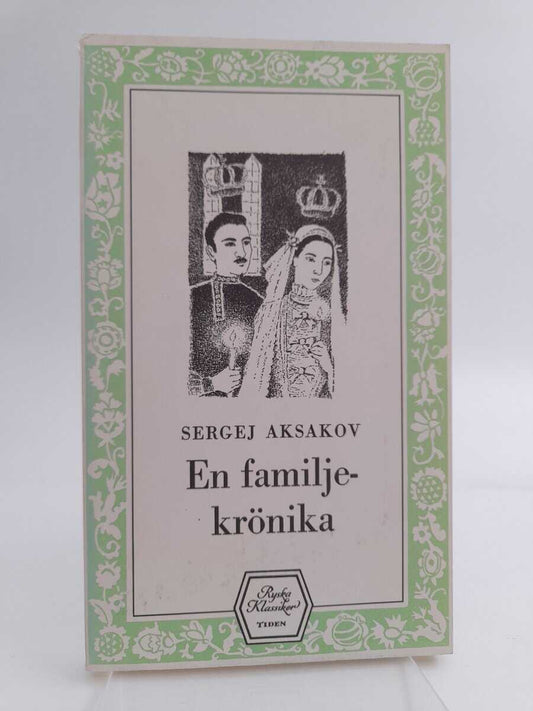 SERGEJ AKSAKOV
En familje-
krönika
Ryska
Klassiker
TIDEN